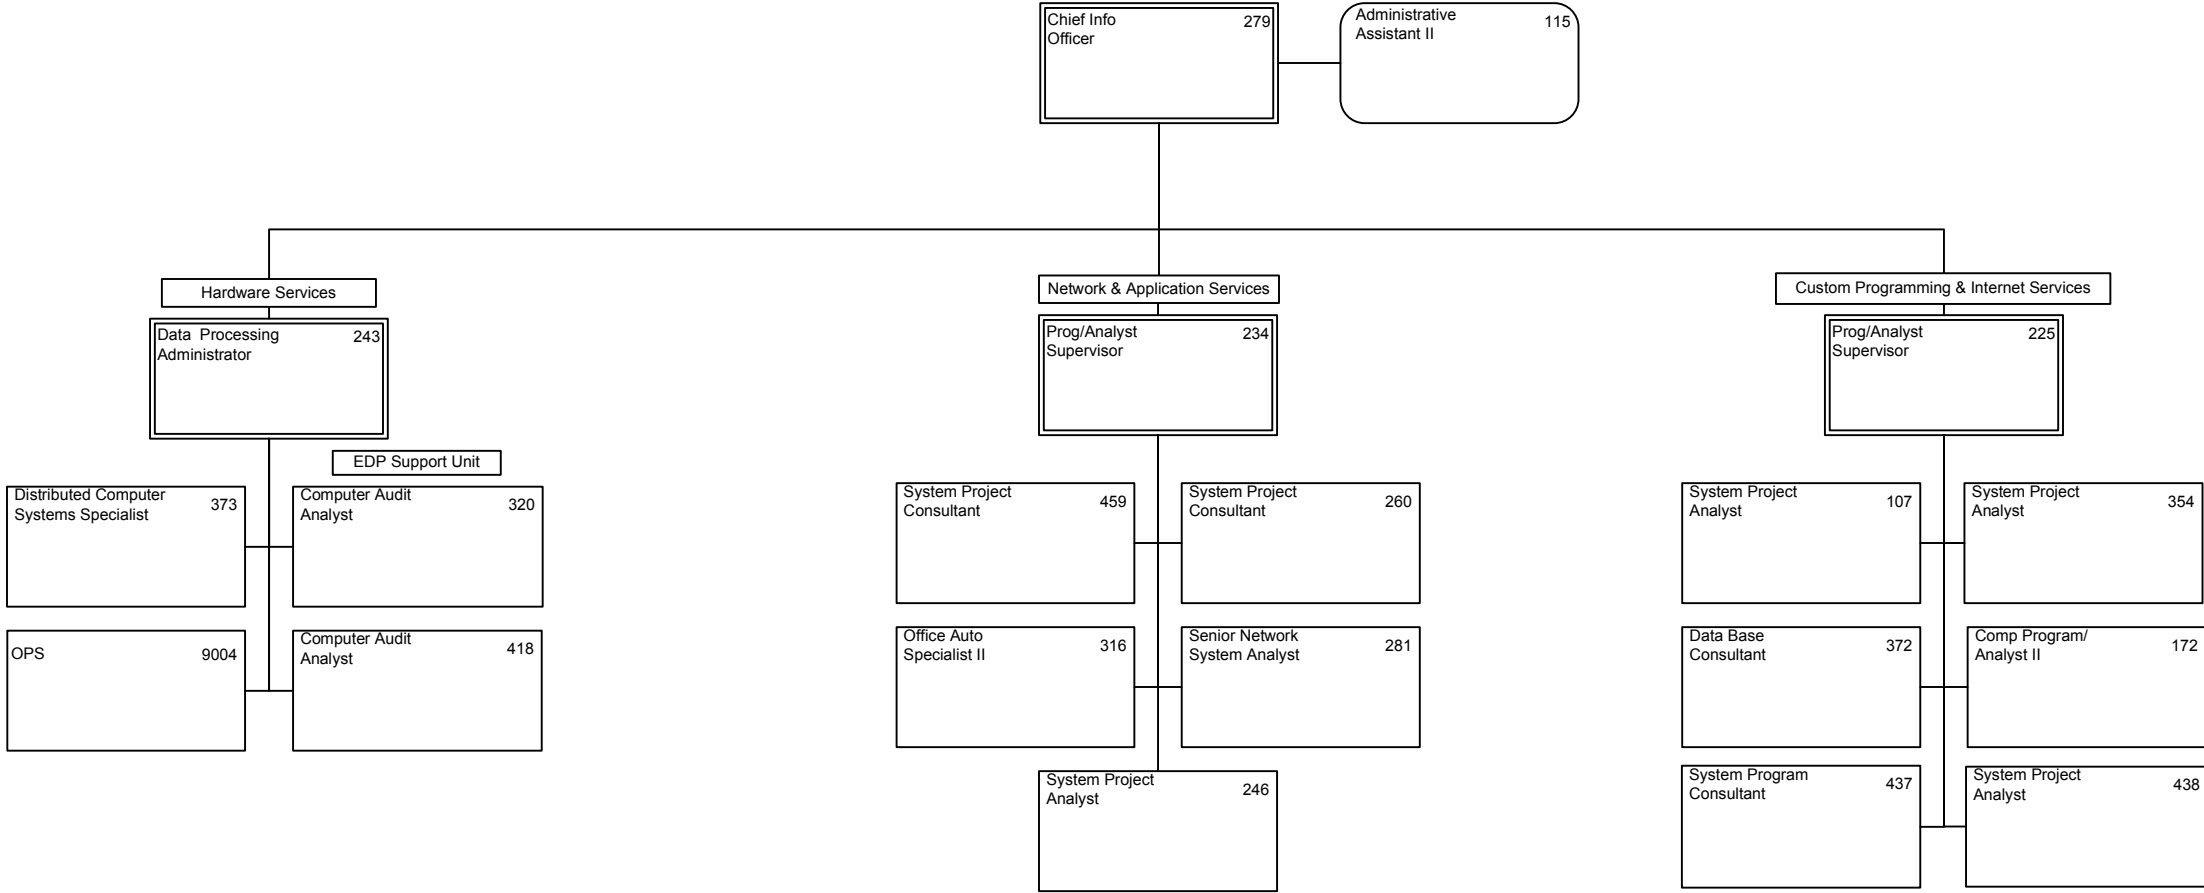 Chief Info
Officer
279
Administrative
Assistant II
115
Hardware Services
Network & Application Services
Custom Programming & Internet Services
Data  Processing
Administrator
243
Prog/Analyst
Supervisor
234
Prog/Analyst
Supervisor
225
EDP Support Unit
Distributed Computer
Systems Specialist
373
Computer Audit
Analyst
320
System Project
Consultant
459
System Project
Consultant
260
System Project
Analyst
107
System Project
Analyst
354
OPS
9004
Computer Audit
Analyst
418
Office Auto
Specialist II
316
Senior Network
System Analyst
281
Data Base
Consultant
372
Comp Program/
Analyst II
172
System Project
Analyst
246
System Program
Consultant
437
System Project
Analyst
438